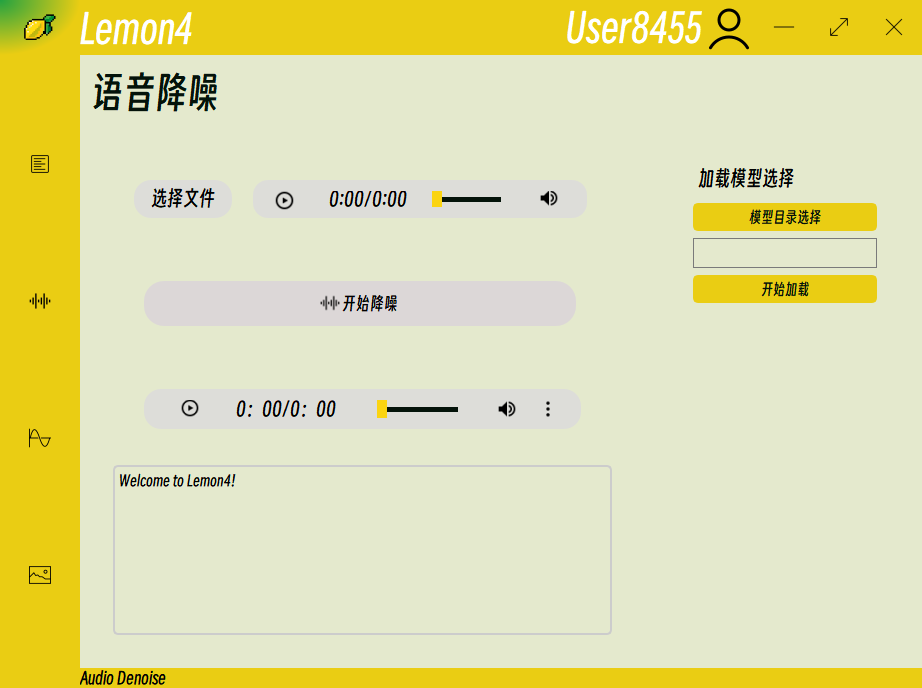 Lemon4
User8455
语音降噪
加载模型选择
选择文件
0:00/0:00
模型目录选择
开始加载
开始降噪
0：00/0：00
Welcome to Lemon4!
Audio Denoise